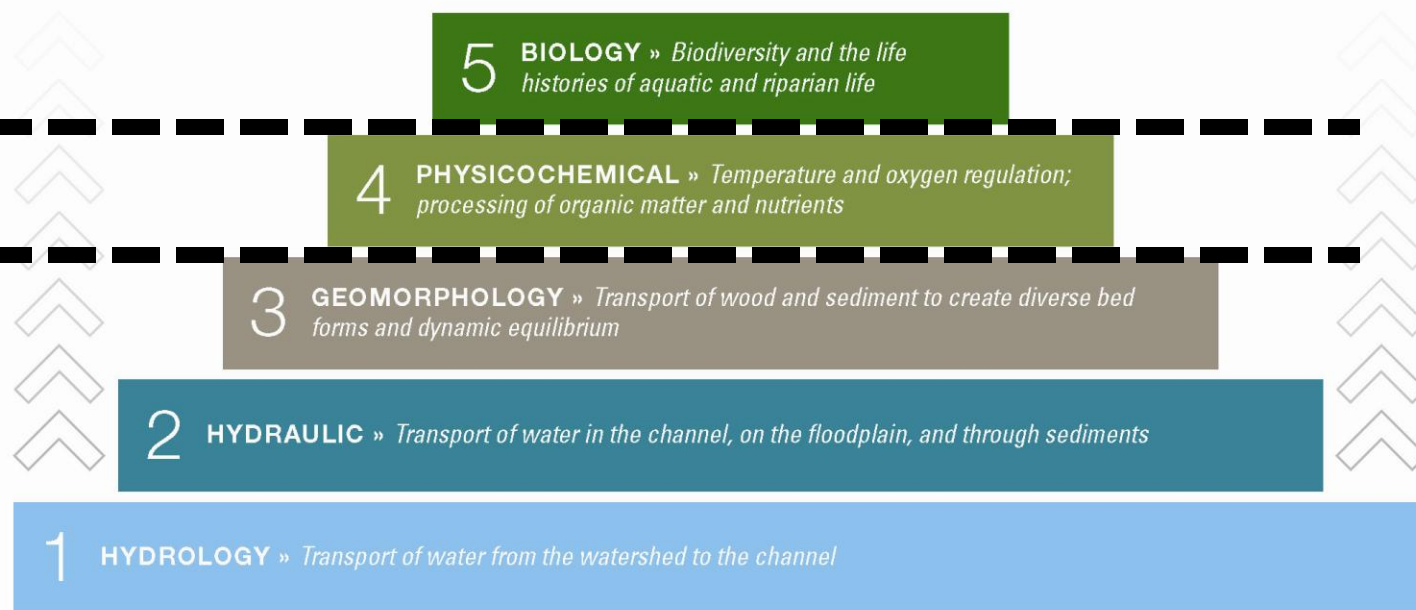 5 BIOLOGY » Biodiversity and the life
histories of aquatic and riparian life
4 PHYSICOCHEMICAL » Temperature and oxygen regulation;
processing of organic matter and nutrients
3 GEOMORPHOLOGY » Transport of wood and sediment to create diverse bed
forms and dynamic equilibrium
2 HYDRAULIC » Transport of water in the channel, on the floodplain, and through sediments
1 HYDROLOGY » Transport of water from the watershed to the channel